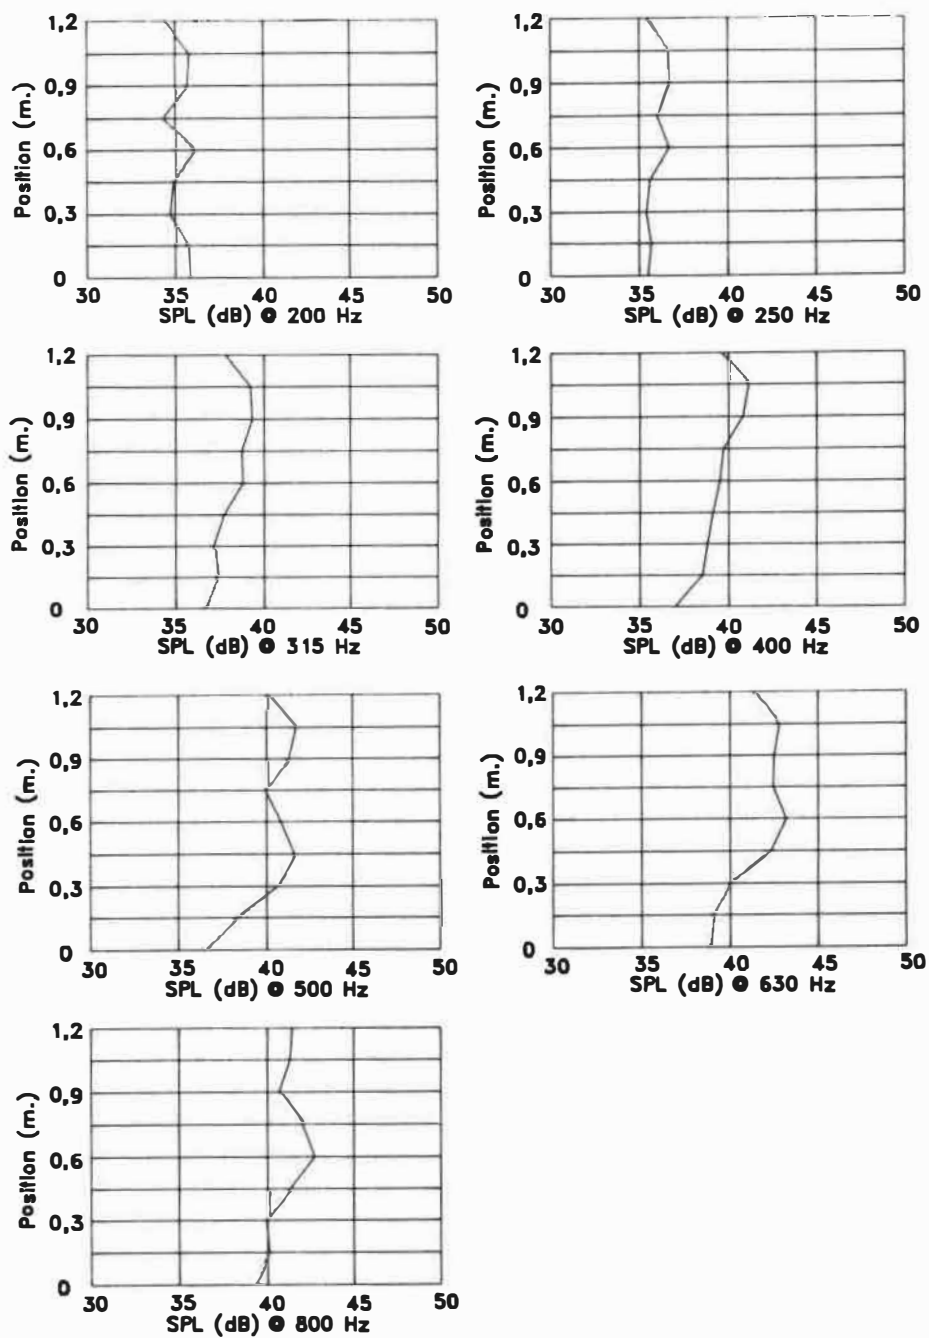 1,2
0,9
0,6
0,3
0
Position (m.)
30 35 40 45 50
SPL (dB) @ 200 Hz
1,2
0,9
0,6
0,3
0
Position (m.)
30 35 40 45 50
SPL (dB) @ 250 Hz
1,2
0,9
0,6
0,3
0
Position (m.)
30 35 40 45 50
SPL (dB) @ 315 Hz
1,2
0,9
0,6
0,3
0
Position (m.)
30 35 40 45 50
SPL (dB) @ 400 Hz
1,2
0,9
0,6
0,3
0
Position (m.)
30 35 40 45 50
SPL (dB) @ 500 Hz
1,2
0,9
0,6
0,3
0
Position (m.)
30 35 40 45 50
SPL (dB) @ 630 Hz
1,2
0,9
0,6
0,3
0
Position (m.)
30 35 40 45 50
SPL (dB) @ 800 Hz